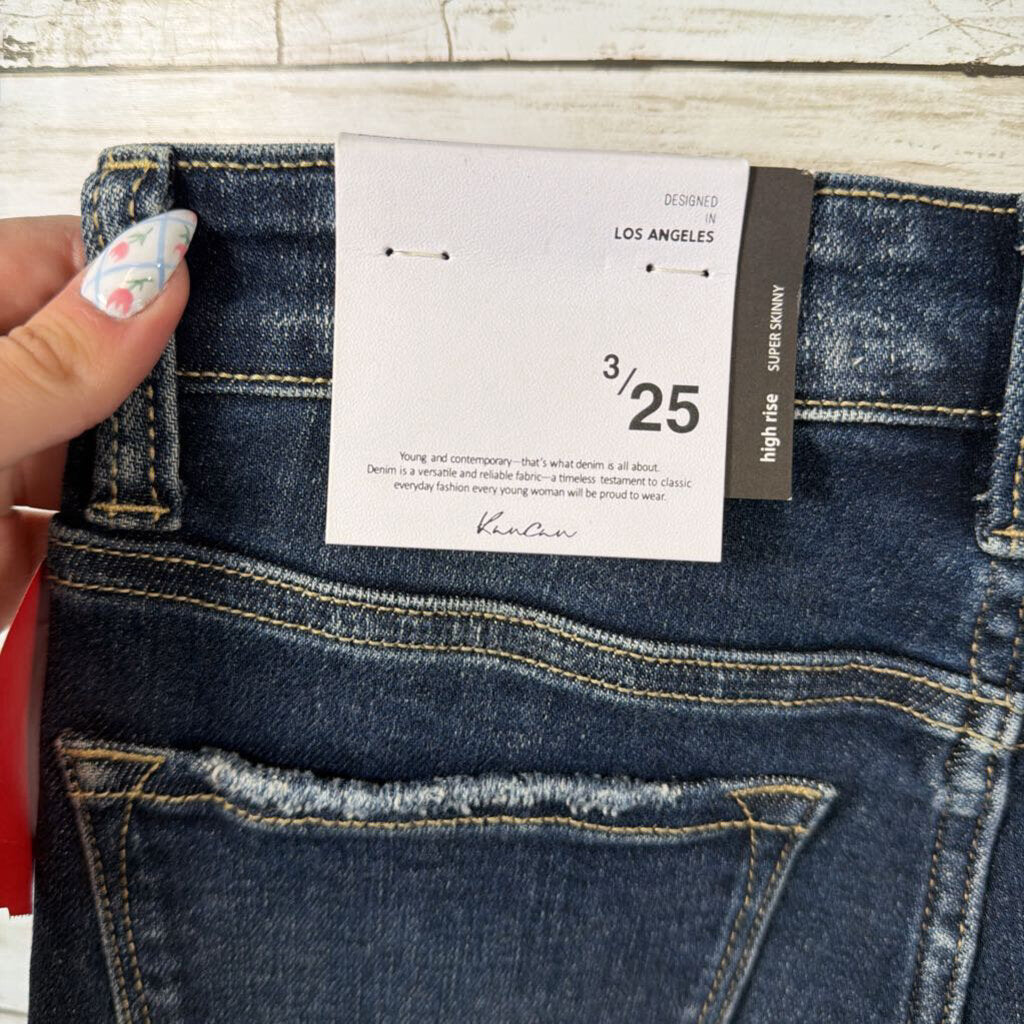 DESIGNED
IN
LOS ANGELES
3/25
Young and contemporary—that's what denim is all about.
Denim is a versatile and reliable fabric—a timeless testament to classic
everyday fashion every young woman will be proud to wear.
KanCan
high rise SUPER SKINNY